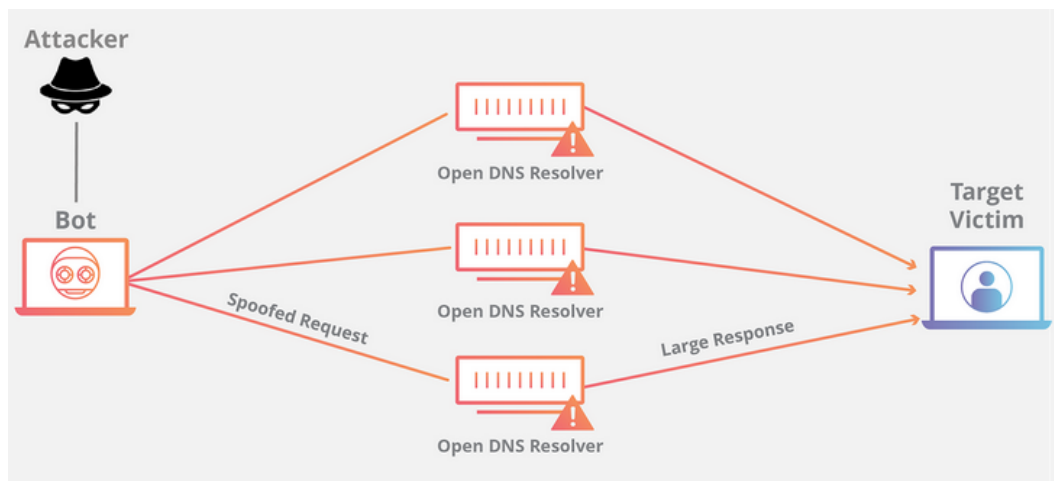 Attacker
Bot
Spoofed Request
Open DNS Resolver
Open DNS Resolver
Open DNS Resolver
Large Response
Target
Victim